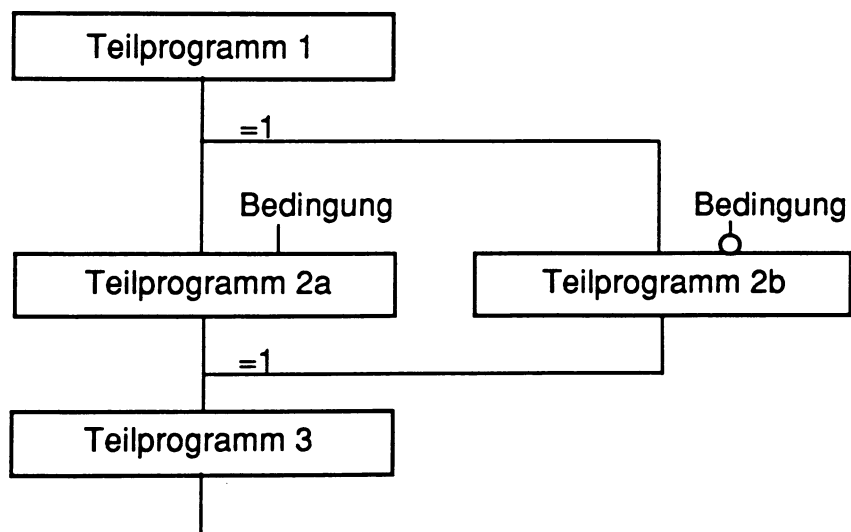 Teilprogramm 1
=1
Bedingung
Bedingung
Teilprogramm 2a
Teilprogramm 2b
=1
Teilprogramm 3